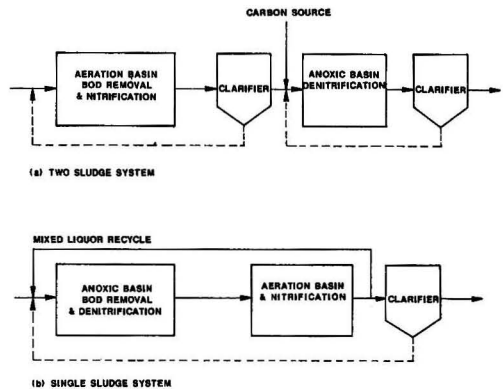 CARBON SOURCE
AERATION BASIN
BOD REMOVAL
& NITRIFICATION
CLARIFIER
ANOXIC BASIN
DENITRIFICATION
CLARIFIER
(a) TWO SLUDGE SYSTEM
MIXED LIQUOR RECYCLE
ANOXIC BASIN
BOD REMOVAL
& DENITRIFICATION
AERATION BASIN
& NITRIFICATION
CLARIFIER
(b) SINGLE SLUDGE SYSTEM